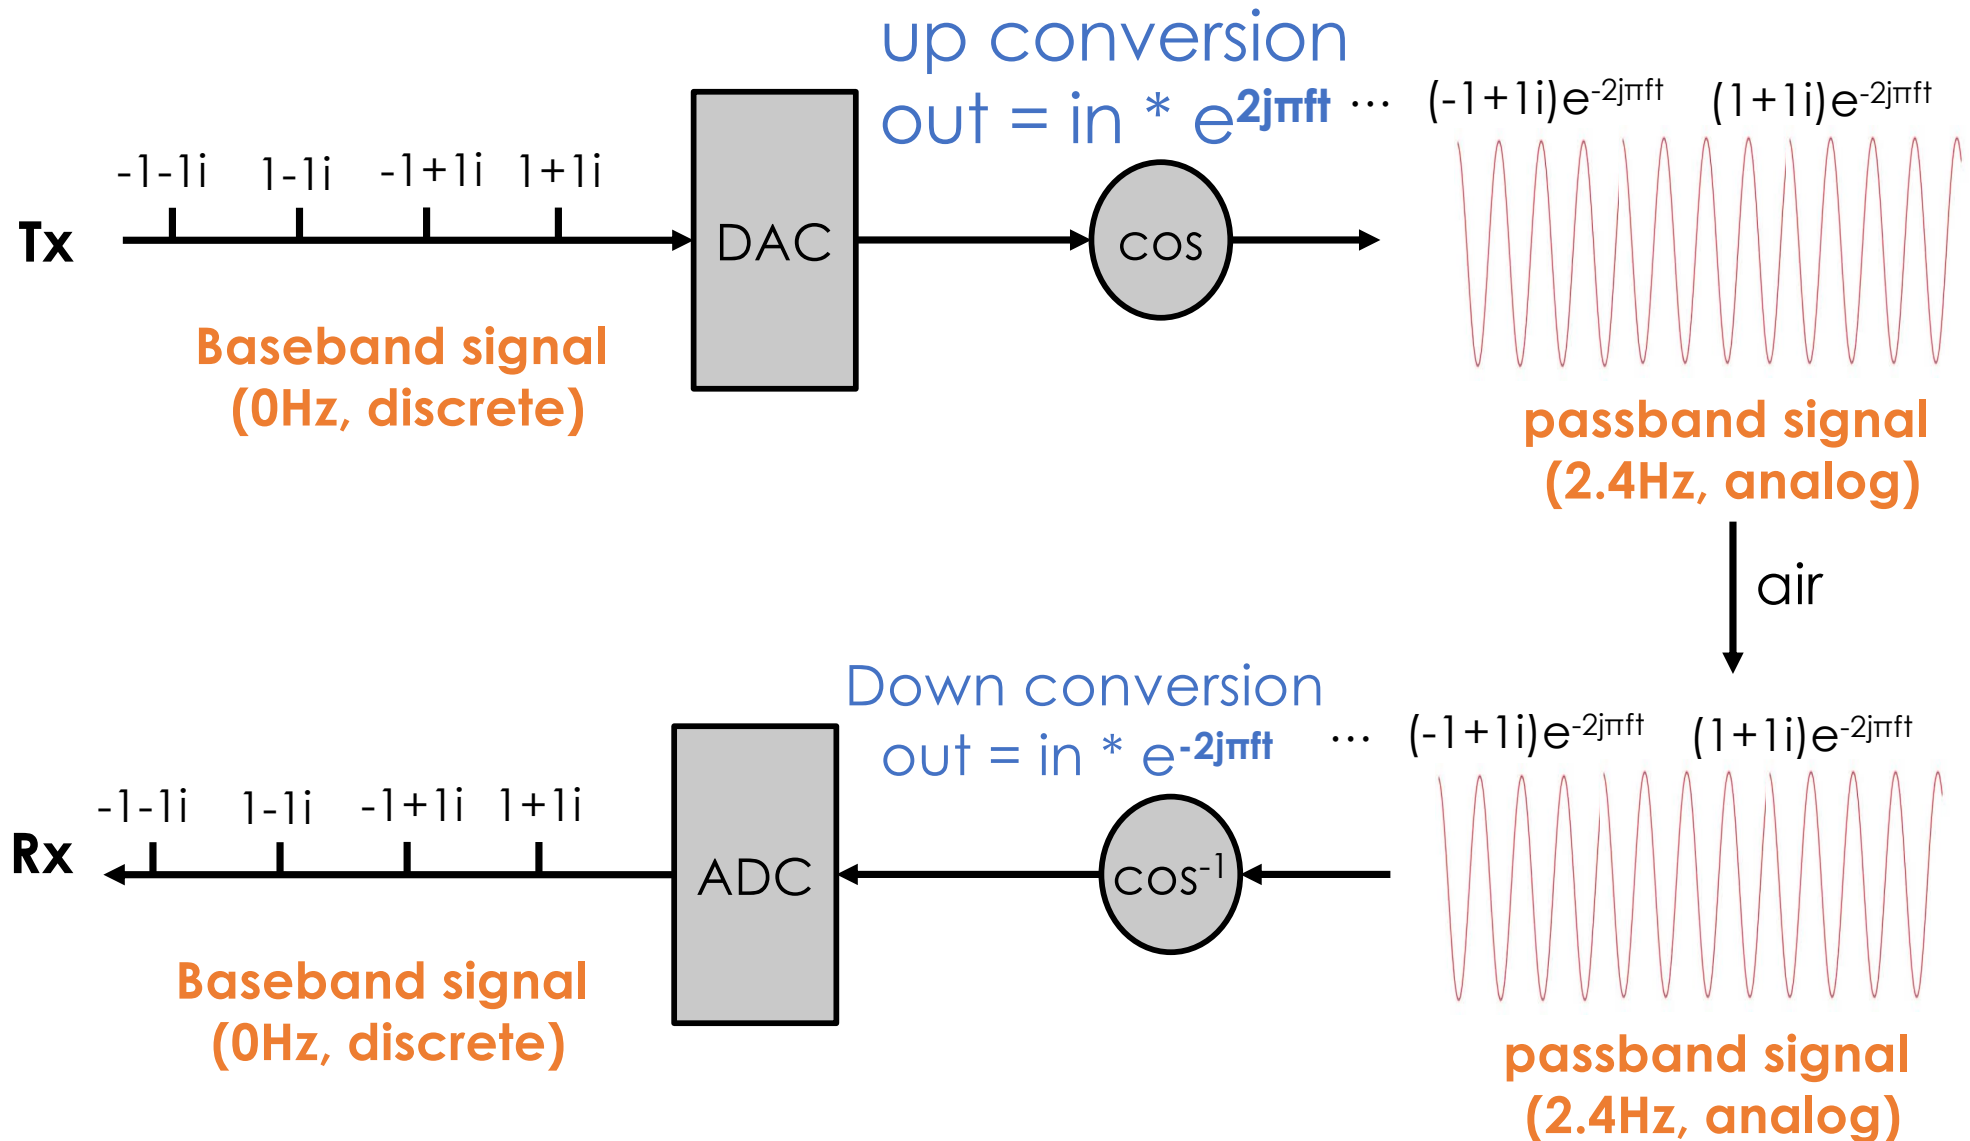 up conversion
out = in * e^2jπft
... (-1+1i)e^-2jπft (1+1i)e^-2jπft
-1-1i 1-1i -1+1i 1+1i
Tx
DAC
cos
Baseband signal
(0Hz, discrete)
passband signal
(2.4Hz, analog)
air
Down conversion
out = in * e^-2jπft
... (-1+1i)e^-2jπft (1+1i)e^-2jπft
-1-1i 1-1i -1+1i 1+1i
Rx
ADC
cos^-1
Baseband signal
(0Hz, discrete)
passband signal
(2.4Hz, analog)